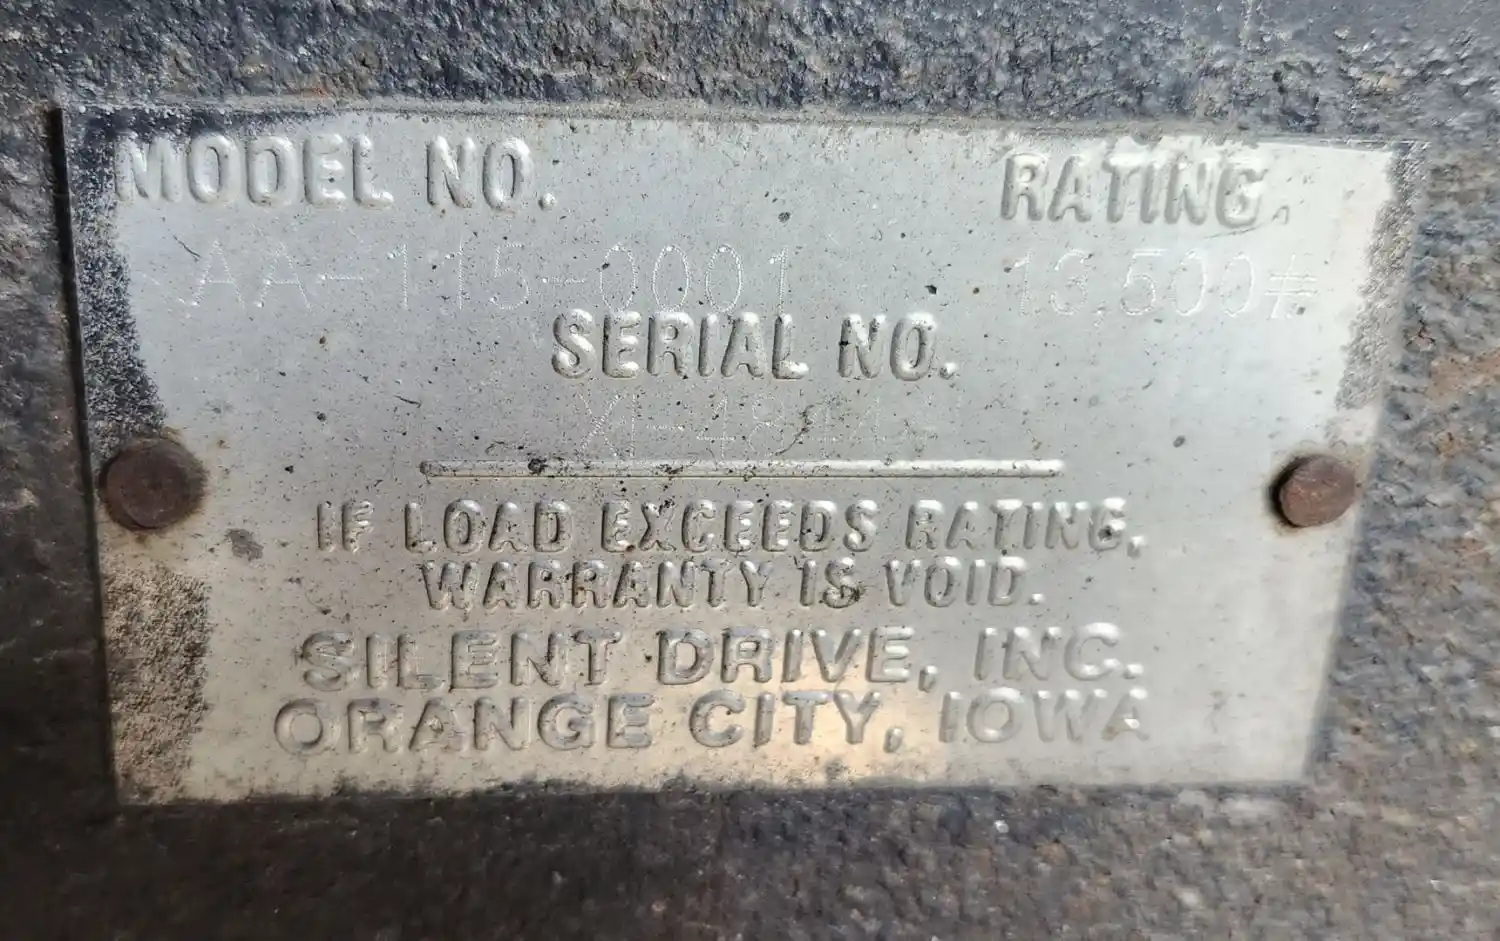 MODEL NO. RATING.
AA-115-0001 13,500#
SERIAL NO.
IF LOAD EXCEEDS RATING,
WARRANTY IS VOID.
SILENT DRIVE, INC.
ORANGE CITY, IOWA